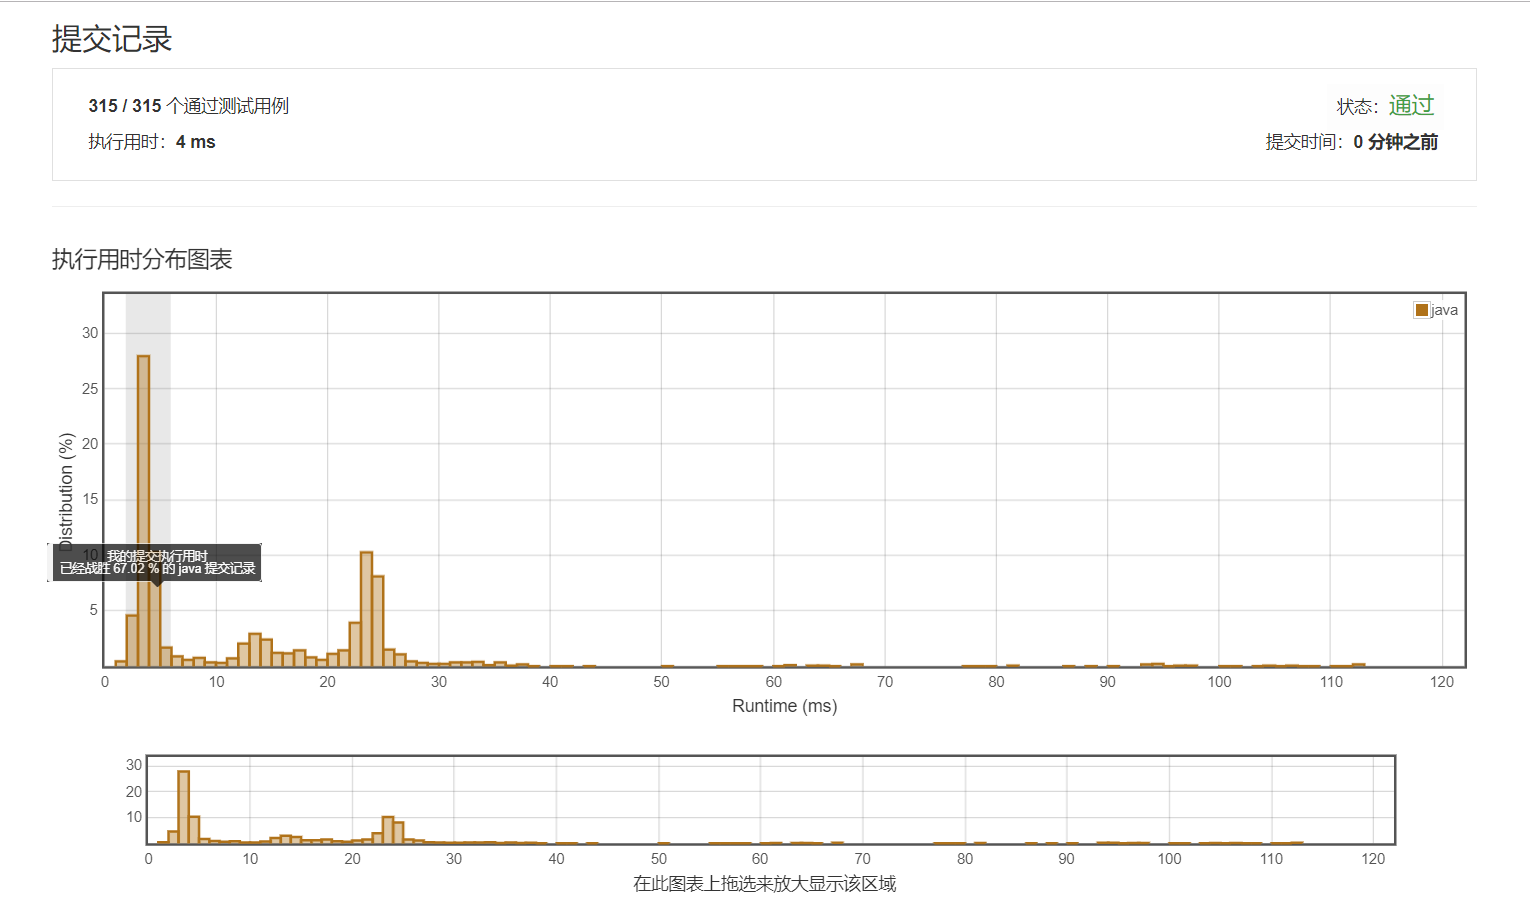 提交记录
315 / 315 个通过测试用例
状态：通过
执行用时：4 ms
提交时间：0 分钟之前
执行用时分布图表
java
30
25
20
15
10
5
Distribution (%)
我的提交执行用时
已经战胜 67.02 % 的 java 提交记录
0 10 20 30 40 50 60 70 80 90 100 110 120
Runtime (ms)
30
20
10
0 10 20 30 40 50 60 70 80 90 100 110 120
在此图表上拖选来放大显示该区域